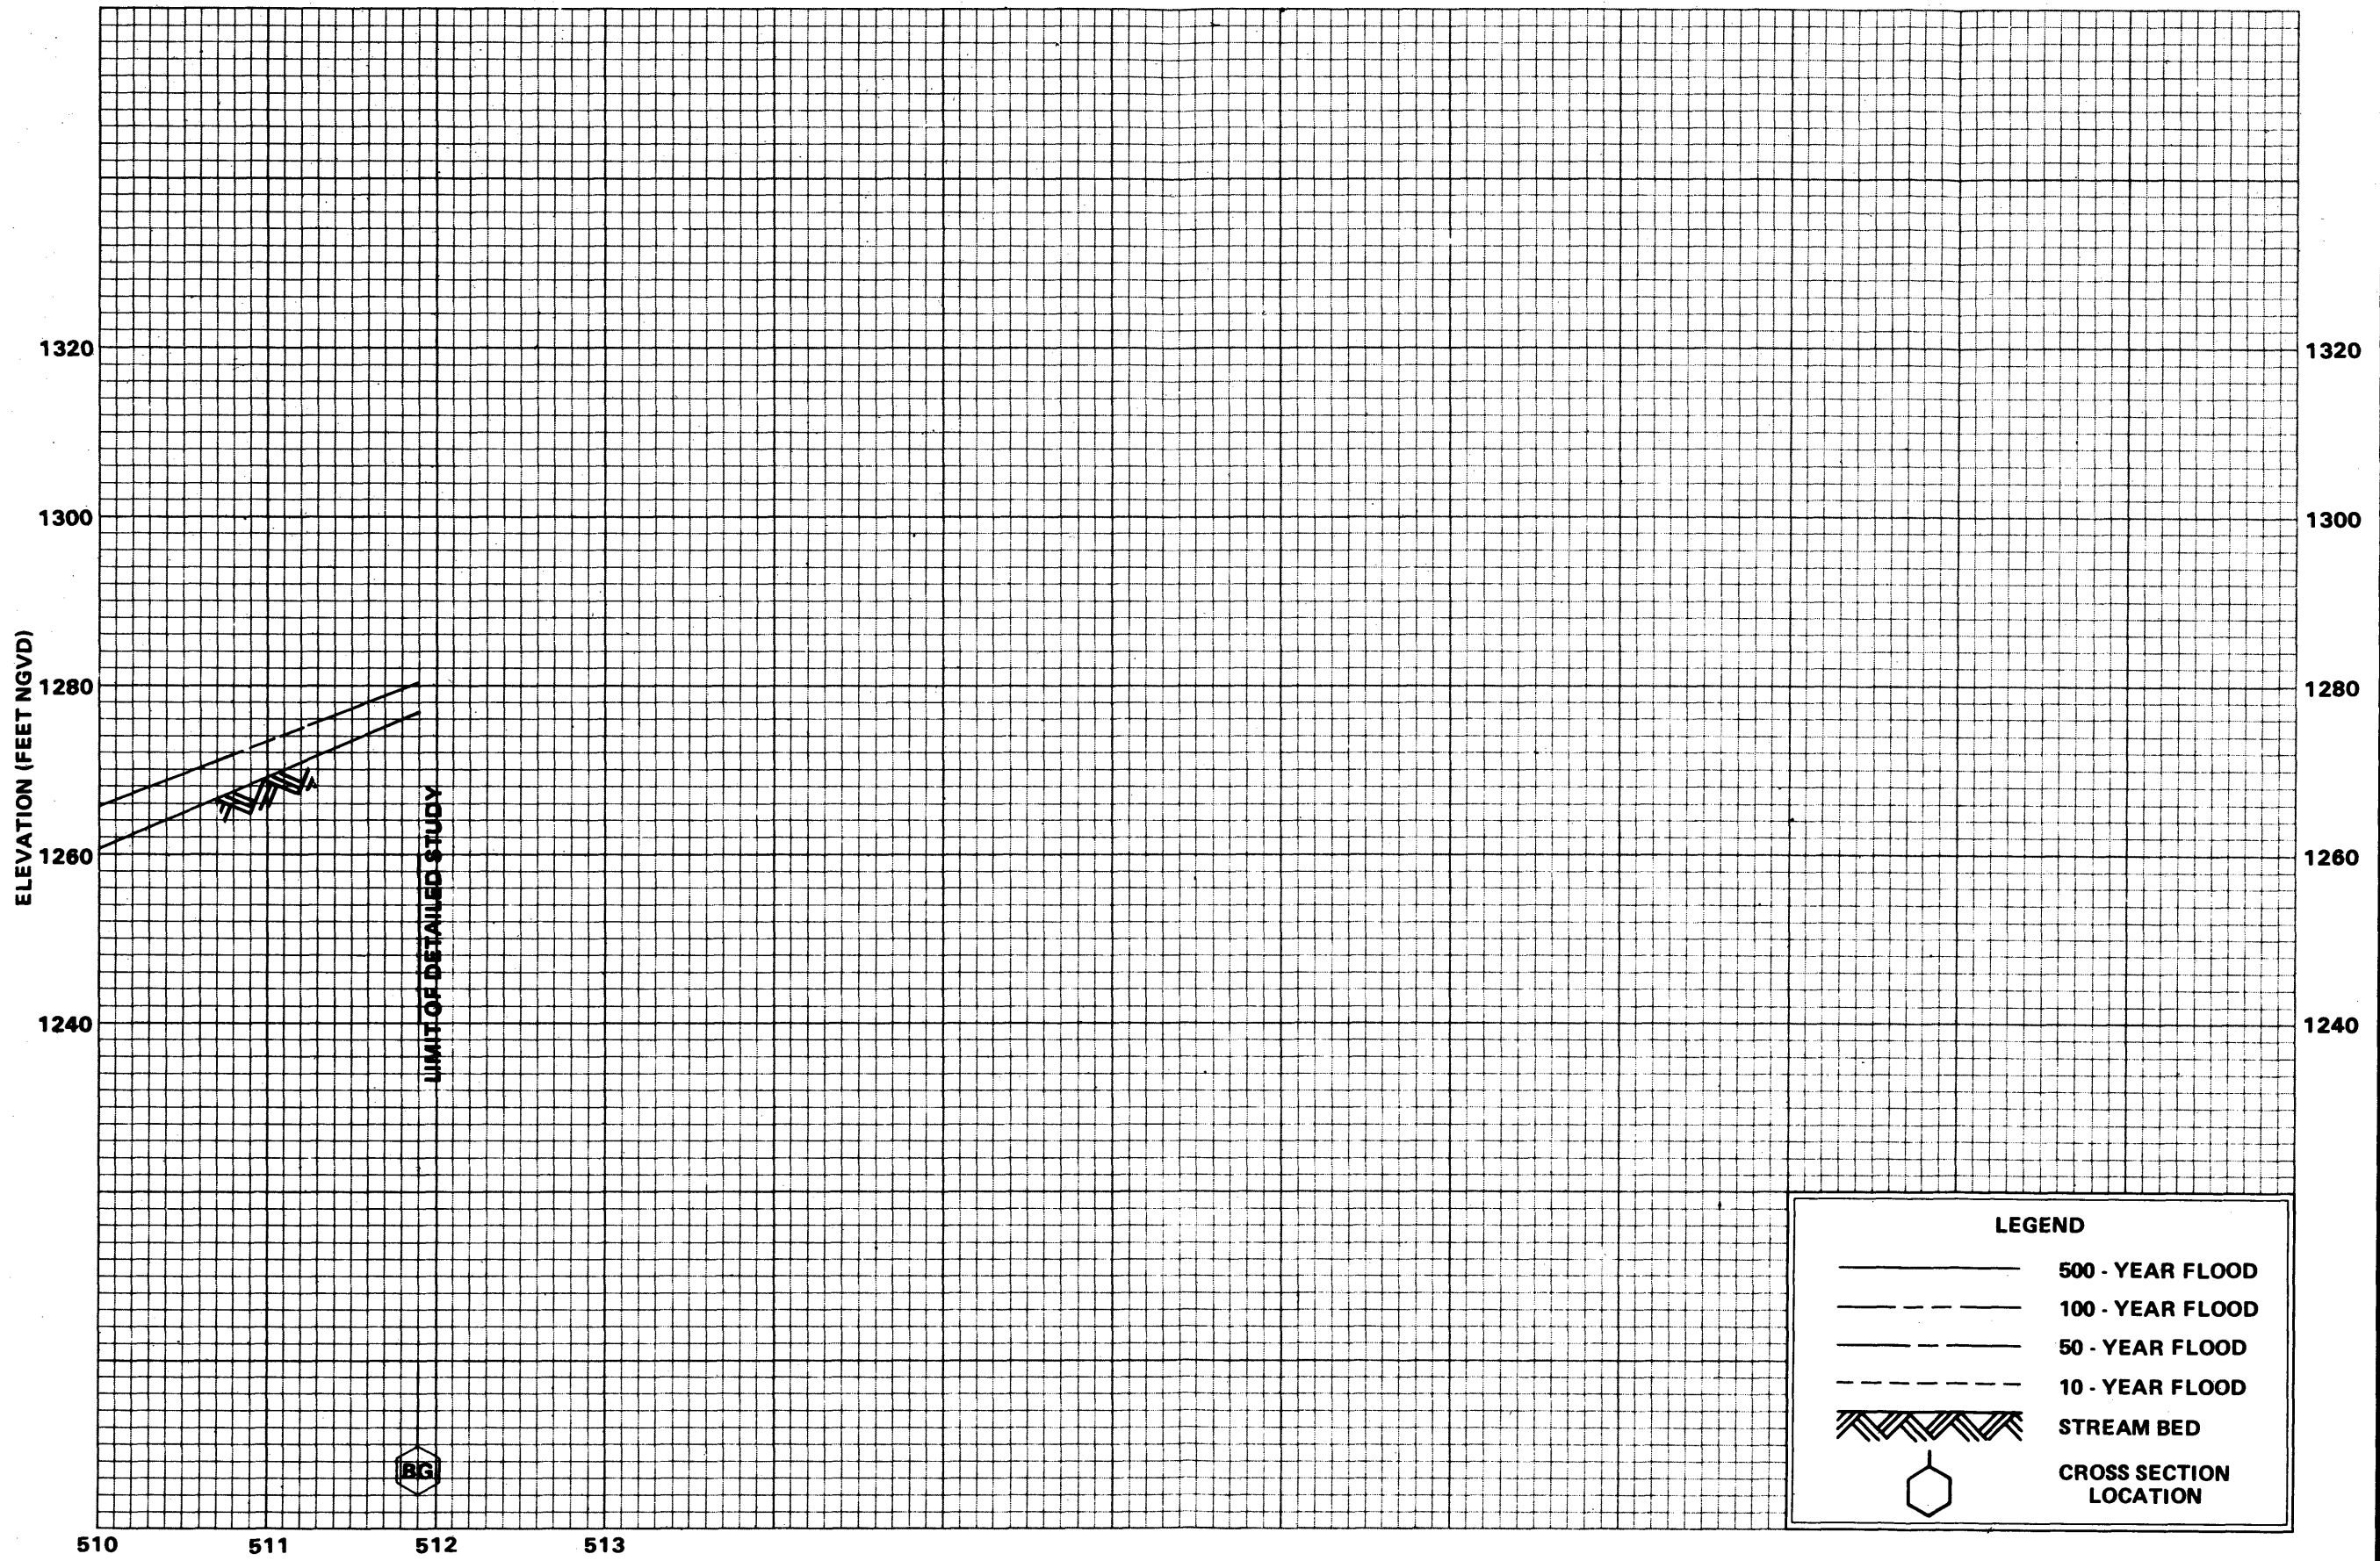 1320
1320
1300
1300
ELEVATION (FEET NGVD)
1280
1280
1260
1260
1240
1240
LIMIT OF DETAILED STUDY
BG
510
511
512
513
LEGEND
500 - YEAR FLOOD
100 - YEAR FLOOD
50 - YEAR FLOOD
10 - YEAR FLOOD
STREAM BED
CROSS SECTION
LOCATION